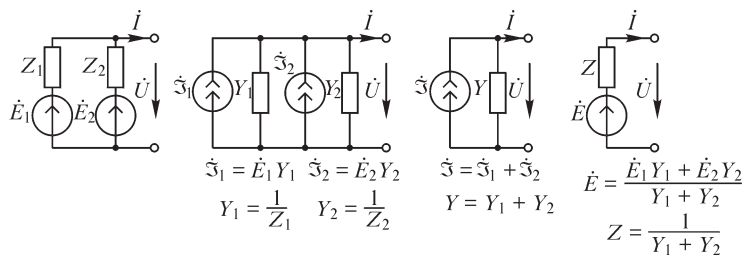 İ İ İ İ
Z₁ Z₂ U̇ 𝔍̇₁ Y₁ 𝔍̇₂ Y₂ U̇ 𝔍̇ Y U̇ Z U̇
Ė₁ Ė₂ Ė
𝔍̇₁ = Ė₁Y₁ 𝔍̇₂ = Ė₂Y₂
Y₁ = 1/Z₁ Y₂ = 1/Z₂
𝔍̇ = 𝔍̇₁ + 𝔍̇₂
Y = Y₁ + Y₂
Ė = (Ė₁Y₁ + Ė₂Y₂)/(Y₁ + Y₂)
Z = 1/(Y₁ + Y₂)